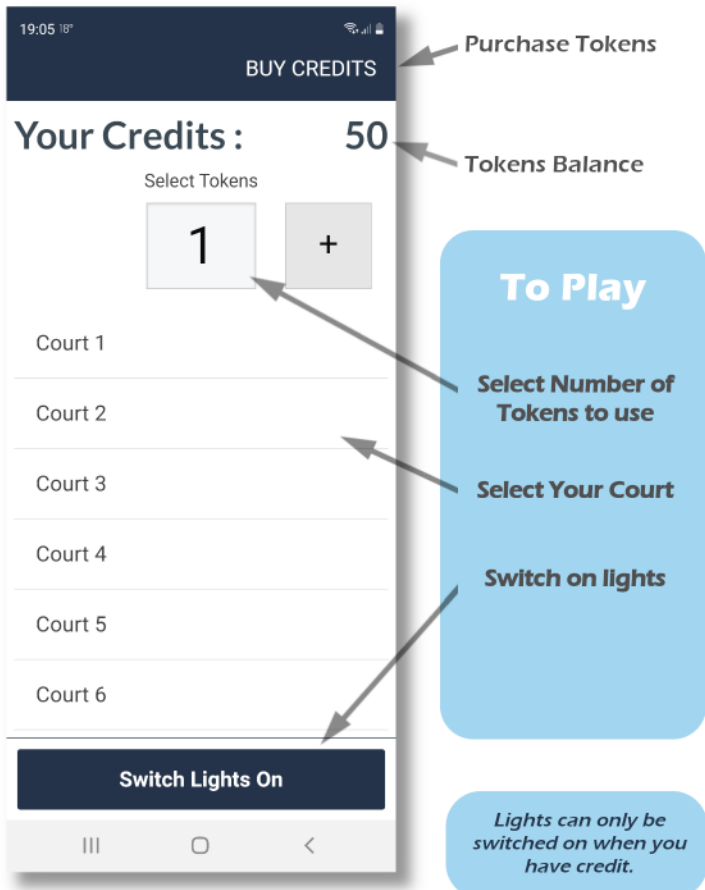 19:05 18°
BUY CREDITS
Purchase Tokens
Your Credits : 50
Tokens Balance
Select Tokens
1 +
To Play
Court 1
Select Number of
Tokens to use
Court 2
Court 3
Select Your Court
Court 4
Switch on lights
Court 5
Court 6
Switch Lights On
Lights can only be
switched on when you
have credit.